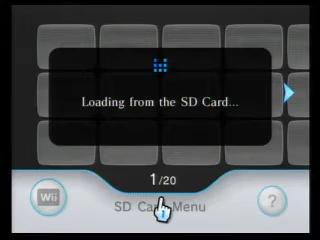 Loading from the SD Card...
1/20
Wii
?
SD Card Menu